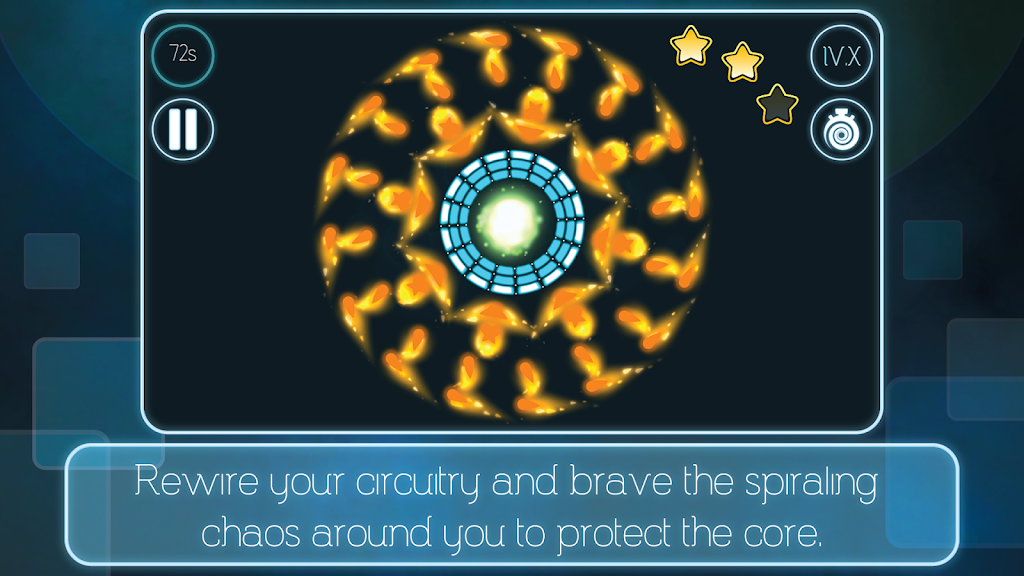 72s
IV.X
Rewire your circuitry and brave the spiraling
chaos around you to protect the core.